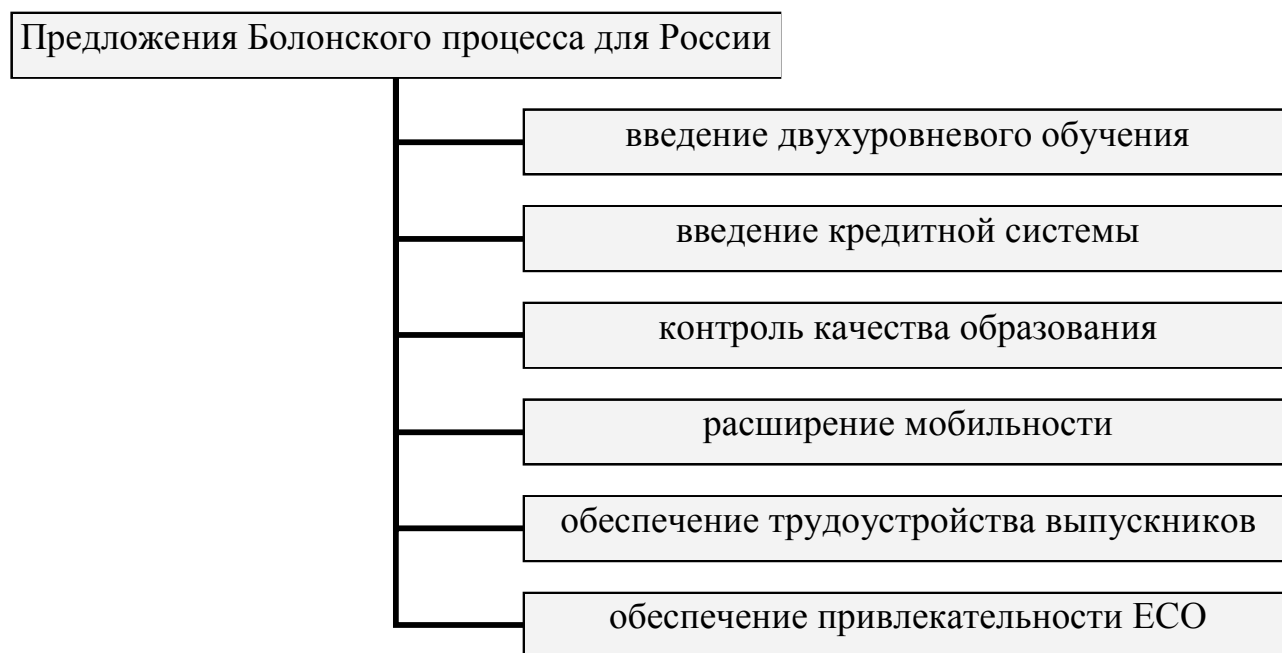 Предложения Болонского процесса для России
введение двухуровневого обучения
введение кредитной системы
контроль качества образования
расширение мобильности
обеспечение трудоустройства выпускников
обеспечение привлекательности ЕСО